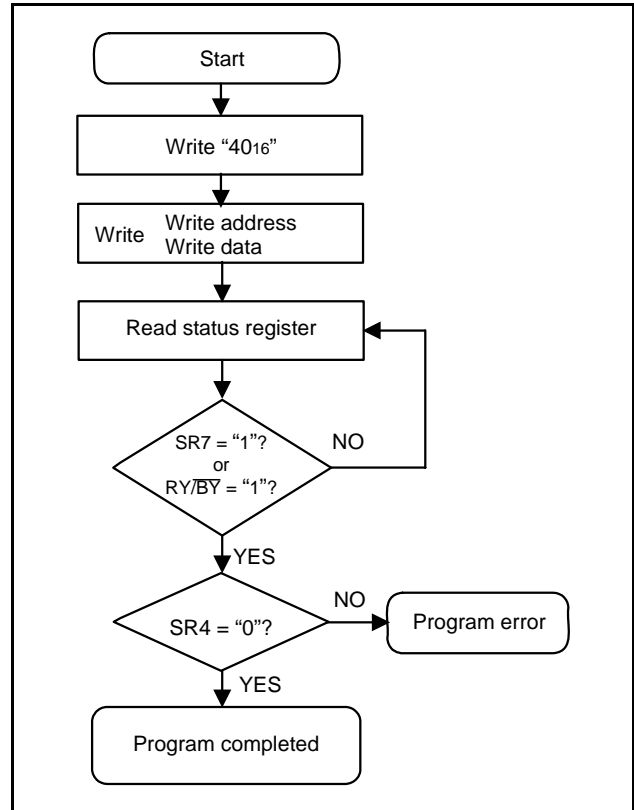 Start
Write “40₁₆”
Write Write address
Write data
Read status register
SR7 = “1”?
or
RY/B̅Y̅ = “1”?
NO
YES
SR4 = “0”?
NO
Program error
YES
Program completed